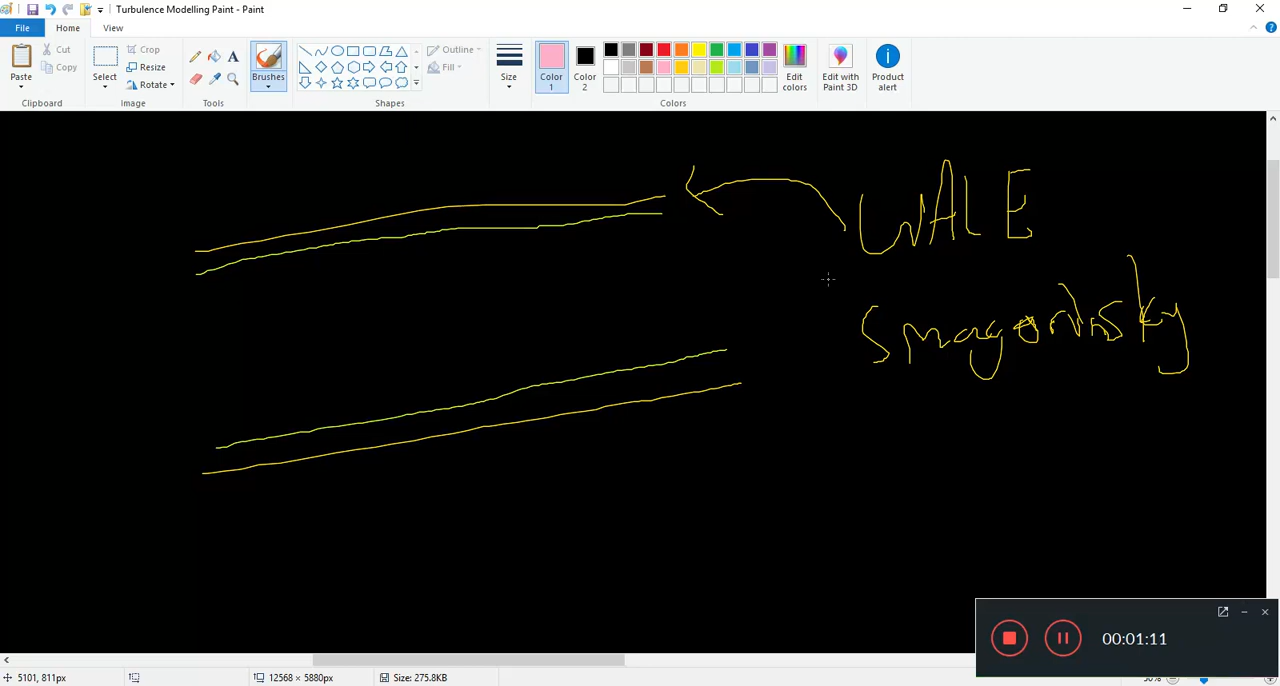 Turbulence Modelling Paint - Paint
File Home View
Paste
Cut
Copy
Clipboard
Select
Crop
Resize
Rotate
Image
Tools
Brushes
Shapes
Outline
Fill
Size
Color 1
Color 2
Colors
Edit colors
Edit with Paint 3D
Product alert
WALE
Smagorinsky
00:01:11
5101, 811px
12568 × 5880px
Size: 275.8KB
50%